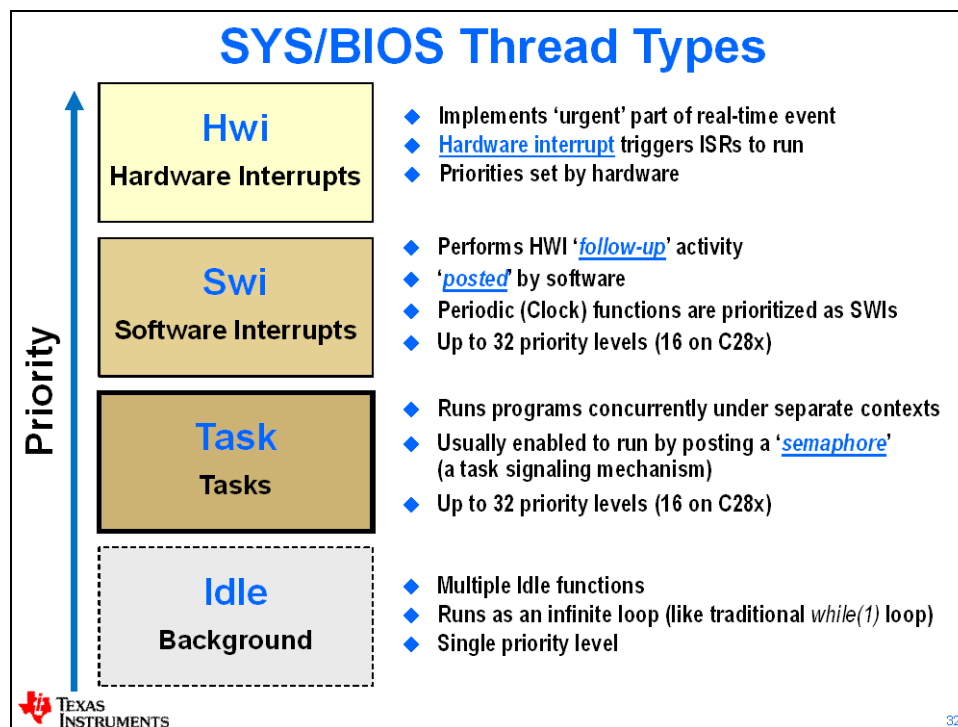 SYS/BIOS Thread Types
Priority
Hwi
Hardware Interrupts
◆ Implements ‘urgent’ part of real-time event
◆ Hardware interrupt triggers ISRs to run
◆ Priorities set by hardware
Swi
Software Interrupts
◆ Performs HWI ‘follow-up’ activity
◆ ‘posted’ by software
◆ Periodic (Clock) functions are prioritized as SWIs
◆ Up to 32 priority levels (16 on C28x)
Task
Tasks
◆ Runs programs concurrently under separate contexts
◆ Usually enabled to run by posting a ‘semaphore’
(a task signaling mechanism)
◆ Up to 32 priority levels (16 on C28x)
Idle
Background
◆ Multiple Idle functions
◆ Runs as an infinite loop (like traditional while(1) loop)
◆ Single priority level
TEXAS
INSTRUMENTS
32